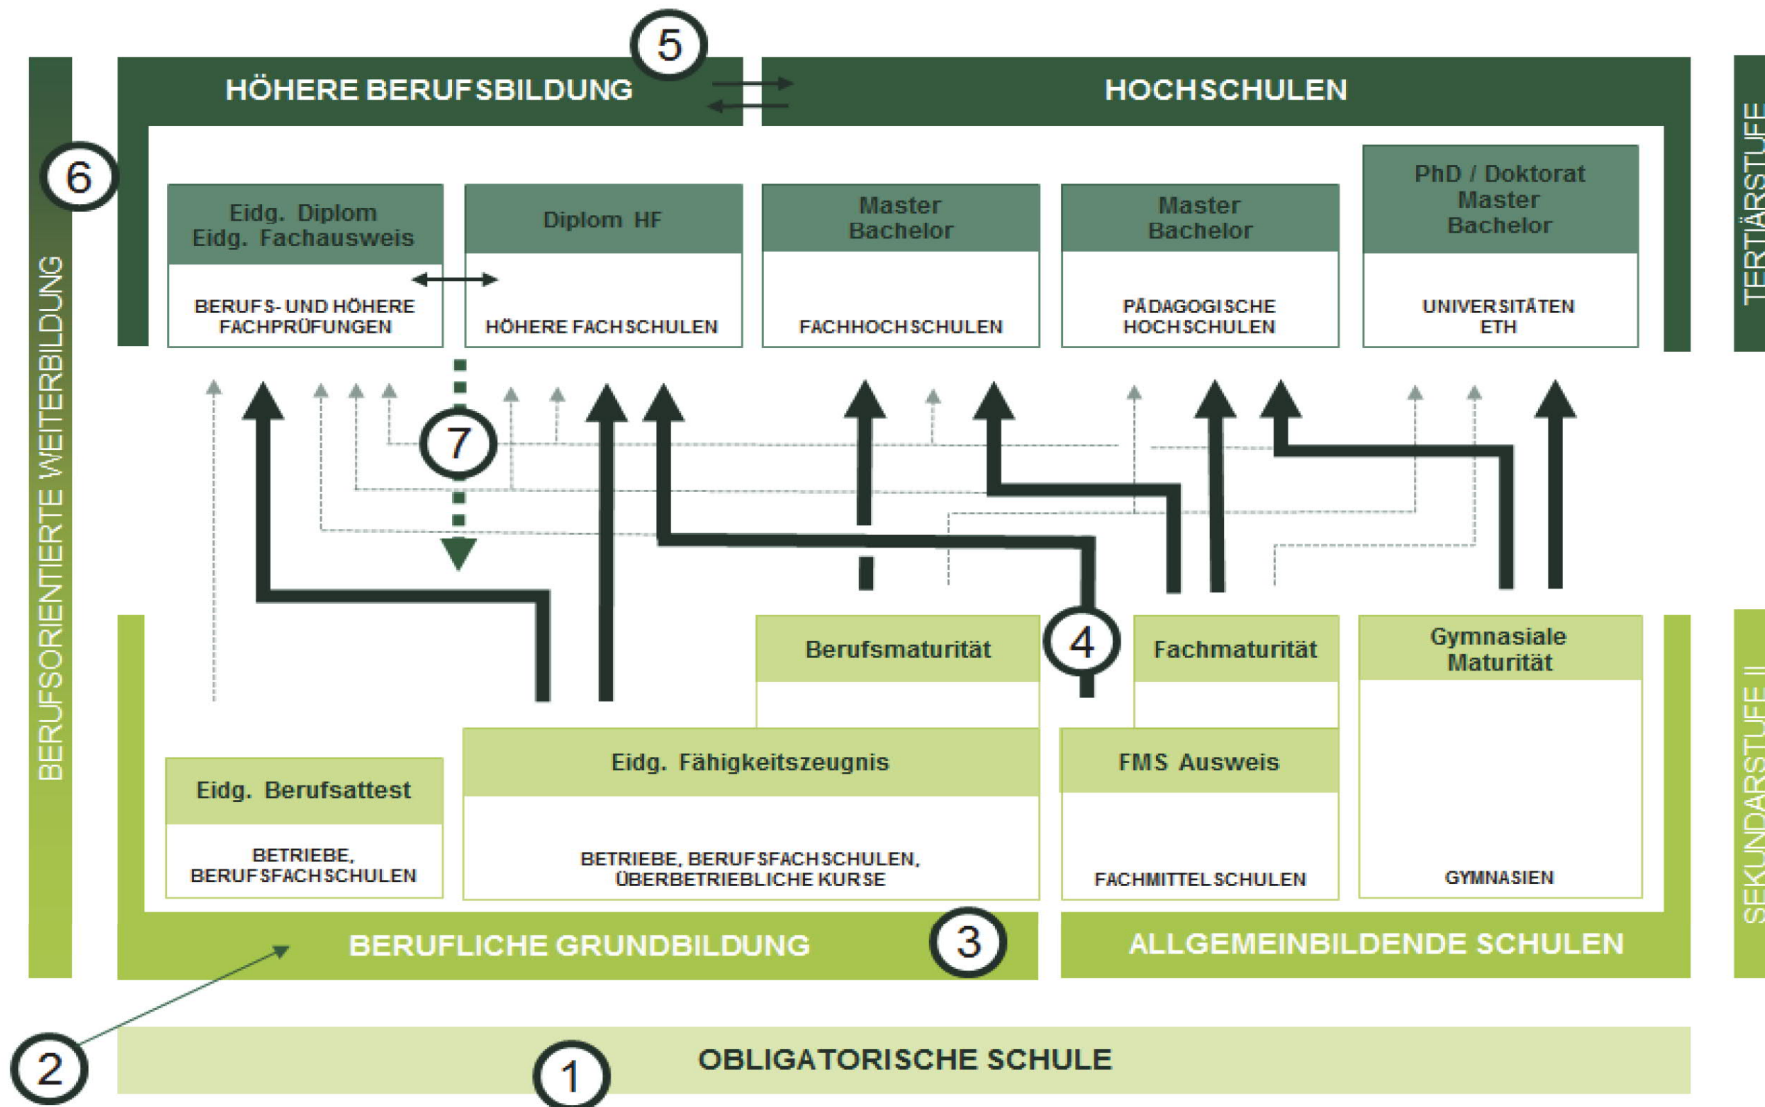 5
HÖHERE BERUFSBILDUNG
HOCHSCHULEN
6
Eidg. Diplom
Eidg. Fachausweis
BERUFS- UND HÖHERE
FACHPRÜFUNGEN
Diplom HF
HÖHERE FACHSCHULEN
Master
Bachelor
FACHHOCHSCHULEN
Master
Bachelor
PÄDAGOGISCHE
HOCHSCHULEN
PhD / Doktorat
Master
Bachelor
UNIVERSITÄTEN
ETH
TERTIÄRSTUFE
BERUFSORIENTIERTE WEITERBILDUNG
7
4
Berufsmaturität
Fachmaturität
Gymnasiale
Maturität
Eidg. Berufsattest
BETRIEBE,
BERUFSFACHSCHULEN
Eidg. Fähigkeitszeugnis
BETRIEBE, BERUFSFACHSCHULEN,
ÜBERBETRIEBLICHE KURSE
FMS Ausweis
FACHMITTELSCHULEN
GYMNASIEN
SEKUNDARSTUFE II
BERUFLICHE GRUNDBILDUNG
3
ALLGEMEINBILDENDE SCHULEN
2
1
OBLIGATORISCHE SCHULE